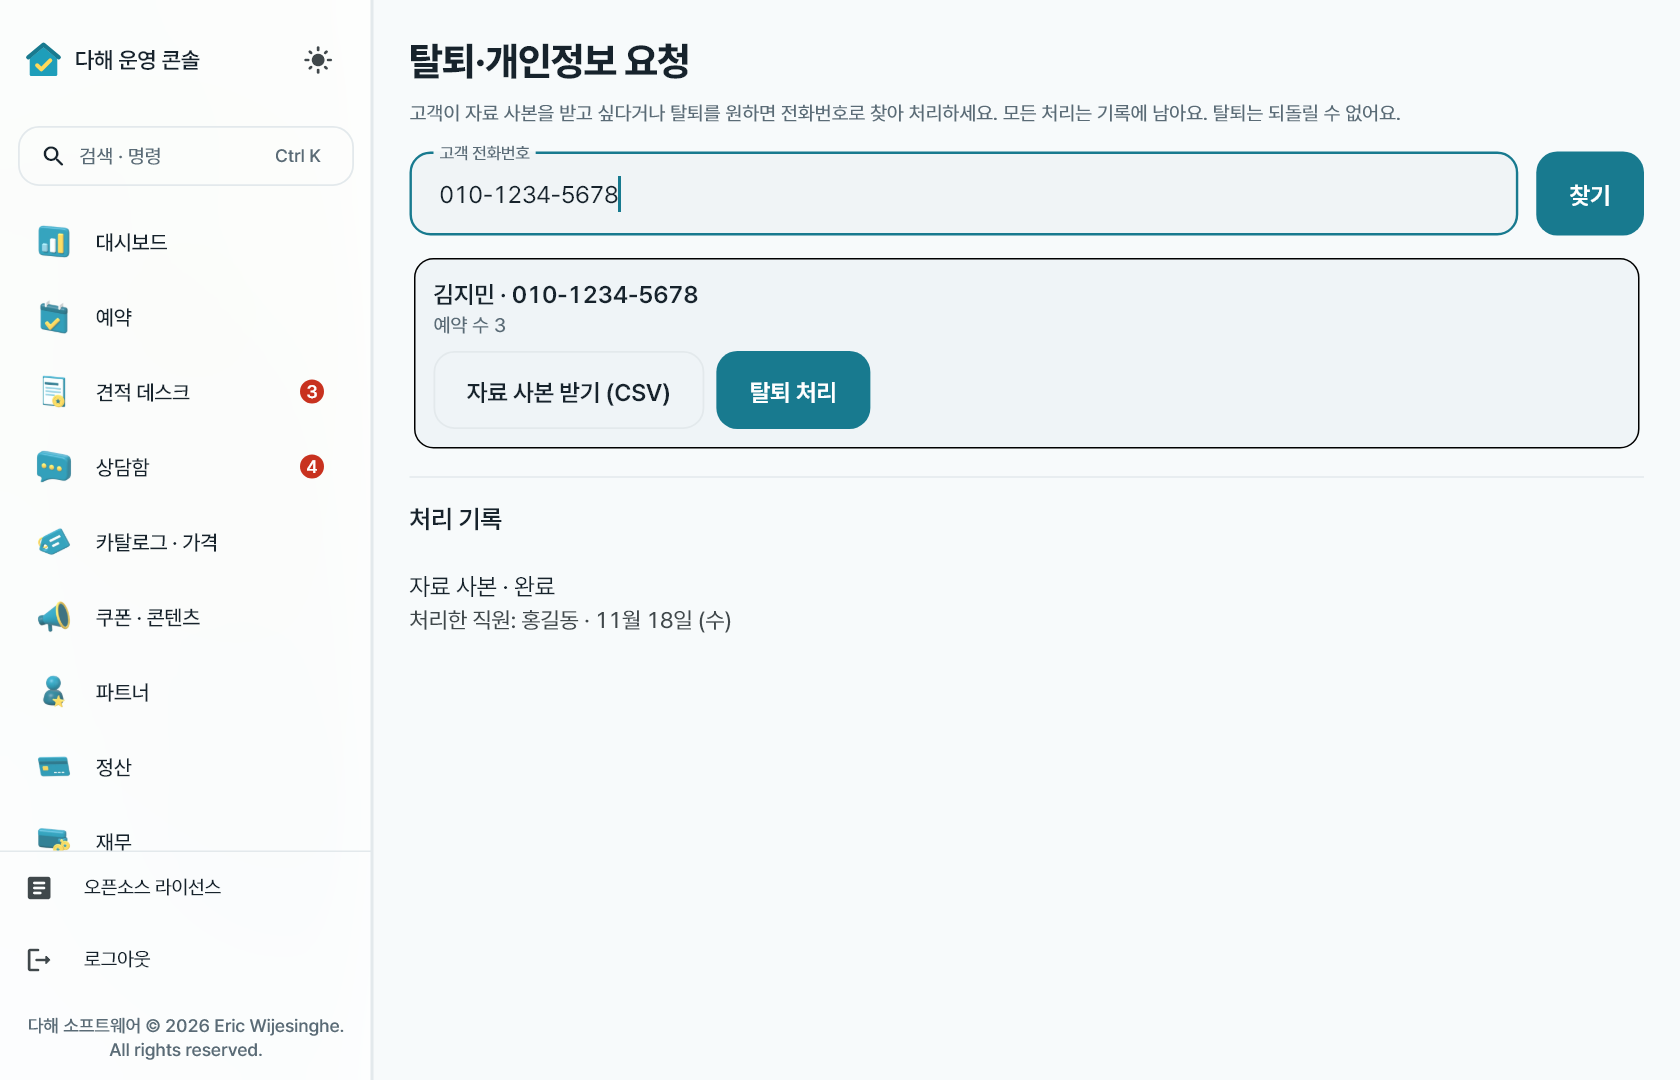 다해 운영 콘솔
검색 · 명령
Ctrl K
대시보드
예약
견적 데스크
3
상담함
4
카탈로그 · 가격
쿠폰 · 콘텐츠
파트너
정산
재무
오픈소스 라이선스
로그아웃
다해 소프트웨어 © 2026 Eric Wijesinghe.
All rights reserved.
탈퇴·개인정보 요청
고객이 자료 사본을 받고 싶다거나 탈퇴를 원하면 전화번호로 찾아 처리하세요. 모든 처리는 기록에 남아요. 탈퇴는 되돌릴 수 없어요.
고객 전화번호
010-1234-5678
찾기
김지민 · 010-1234-5678
예약 수 3
자료 사본 받기 (CSV)
탈퇴 처리
처리 기록
자료 사본 · 완료
처리한 직원: 홍길동 · 11월 18일 (수)